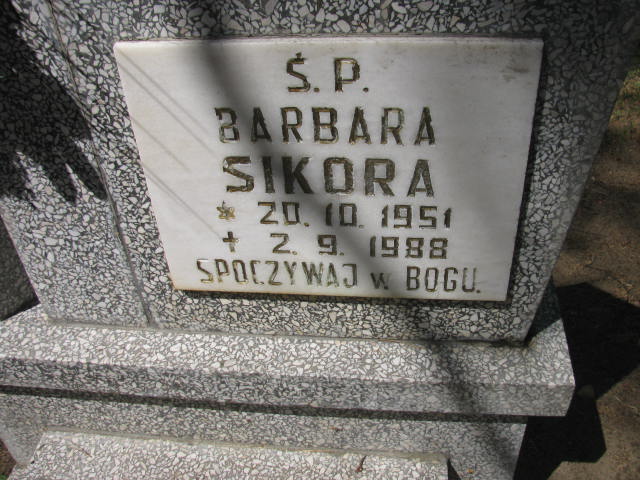 Ś.P.
BARBARA
SIKORA
* 20.10.1951
+ 2.9.1988
SPOCZYWAJ w BOGU.